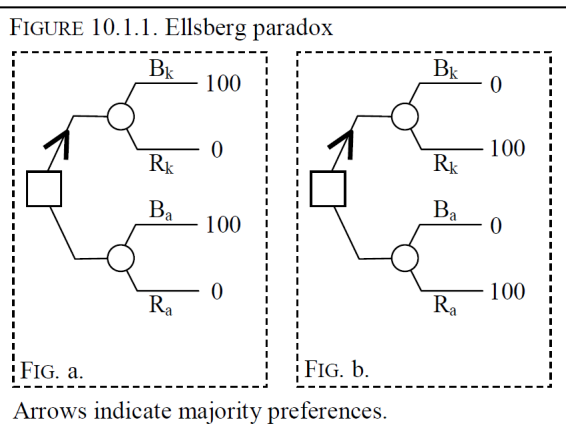 FIGURE 10.1.1. Ellsberg paradox
Bk
100
0
Rk
Ba
100
0
Ra
FIG. a.
Bk
0
100
Rk
Ba
0
100
Ra
FIG. b.
Arrows indicate majority preferences.